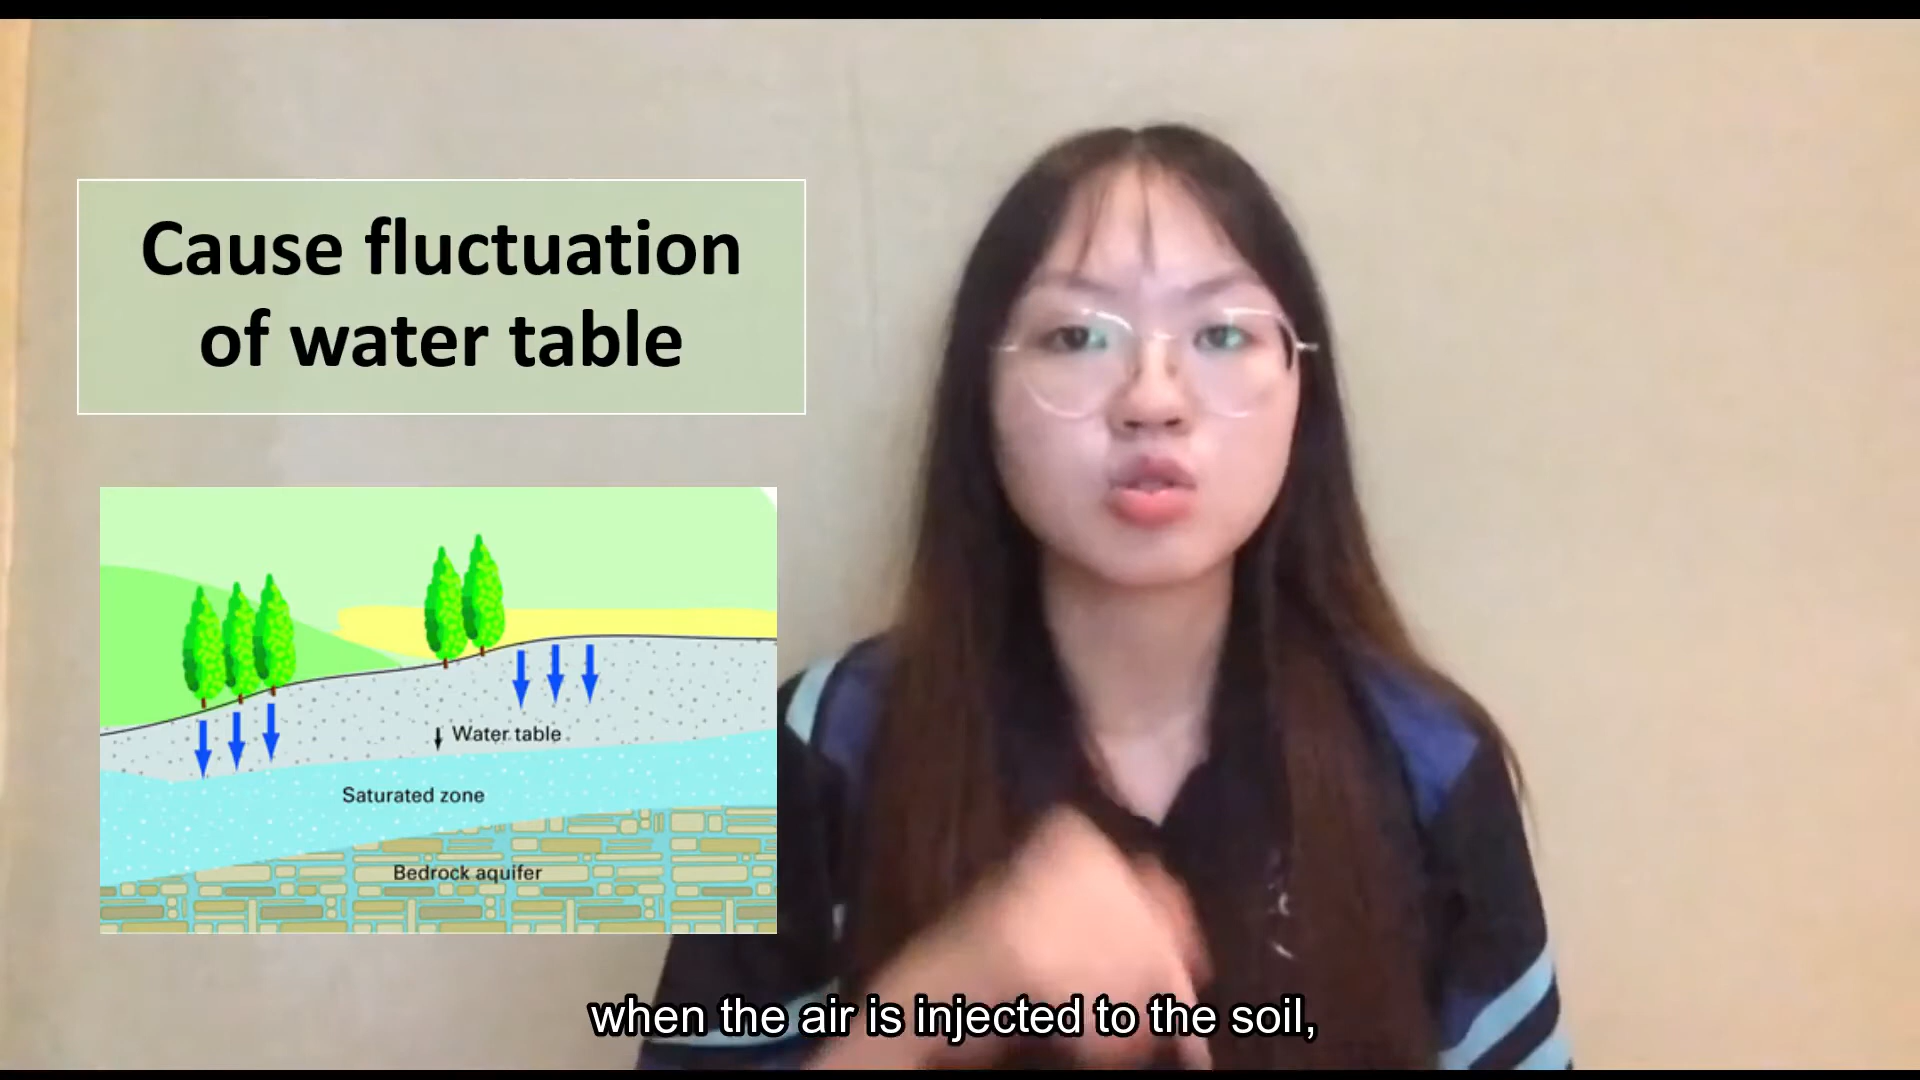 Cause fluctuation
of water table
Water table
Saturated zone
Bedrock aquifer
when the air is injected to the soil,